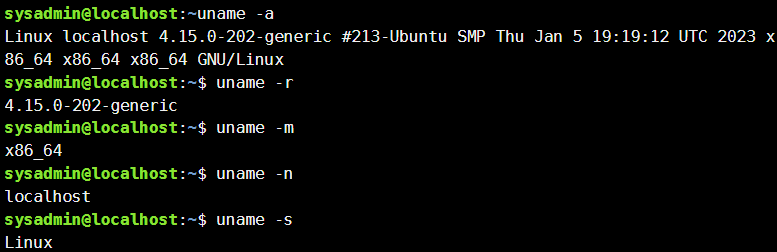 sysadmin@localhost:~uname -a
Linux localhost 4.15.0-202-generic #213-Ubuntu SMP Thu Jan 5 19:19:12 UTC 2023 x
86_64 x86_64 x86_64 GNU/Linux
sysadmin@localhost:~$ uname -r
4.15.0-202-generic
sysadmin@localhost:~$ uname -m
x86_64
sysadmin@localhost:~$ uname -n
localhost
sysadmin@localhost:~$ uname -s
Linux